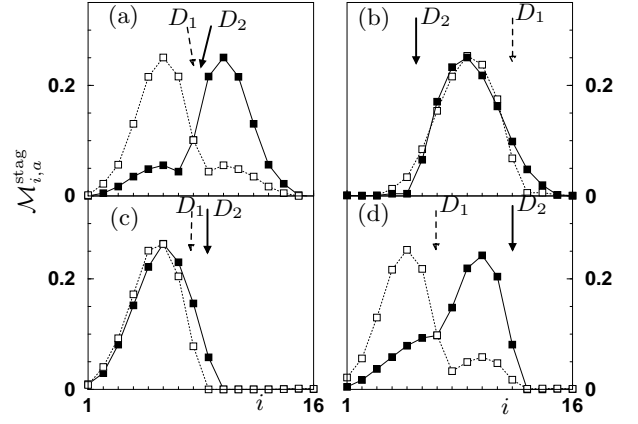 (a) D₁ D₂
D₂ D₁ (b)
0.2
0.2
ℳ^stag_{i,a}
0
0
(c) D₁ D₂
D₁ D₂ (d)
0.2
0.2
0
0
1 i 16
1 i 16